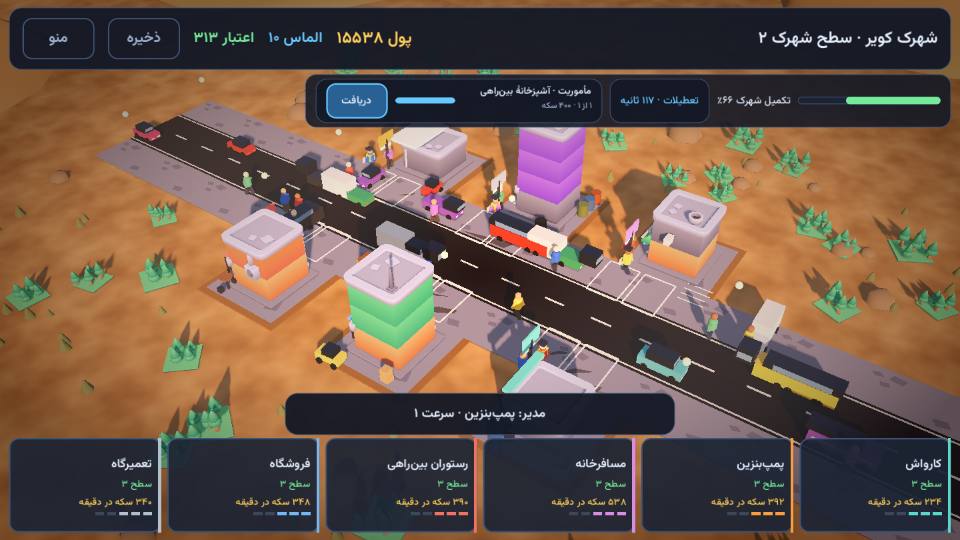 شهرک کویر · سطح شهرک ۲
پول ۱۵۵۳۸
الماس ۱۰
اعتبار ۳۱۳
ذخیره
منو
تکمیل شهرک ۶۶٪
تعطیلات · ۱۱۷ ثانیه
مأموریت · آشپزخانهٔ بین‌راهی
۱ از ۱ · ۴۰۰ سکه
دریافت
مدیر: پمپ‌بنزین · سرعت ۱
کارواش
سطح ۳
۲۳۴ سکه در دقیقه
پمپ‌بنزین
سطح ۳
۳۹۲ سکه در دقیقه
مسافرخانه
سطح ۳
۵۳۸ سکه در دقیقه
رستوران بین‌راهی
سطح ۳
۳۹۰ سکه در دقیقه
فروشگاه
سطح ۳
۳۴۸ سکه در دقیقه
تعمیرگاه
سطح ۳
۳۴۰ سکه در دقیقه